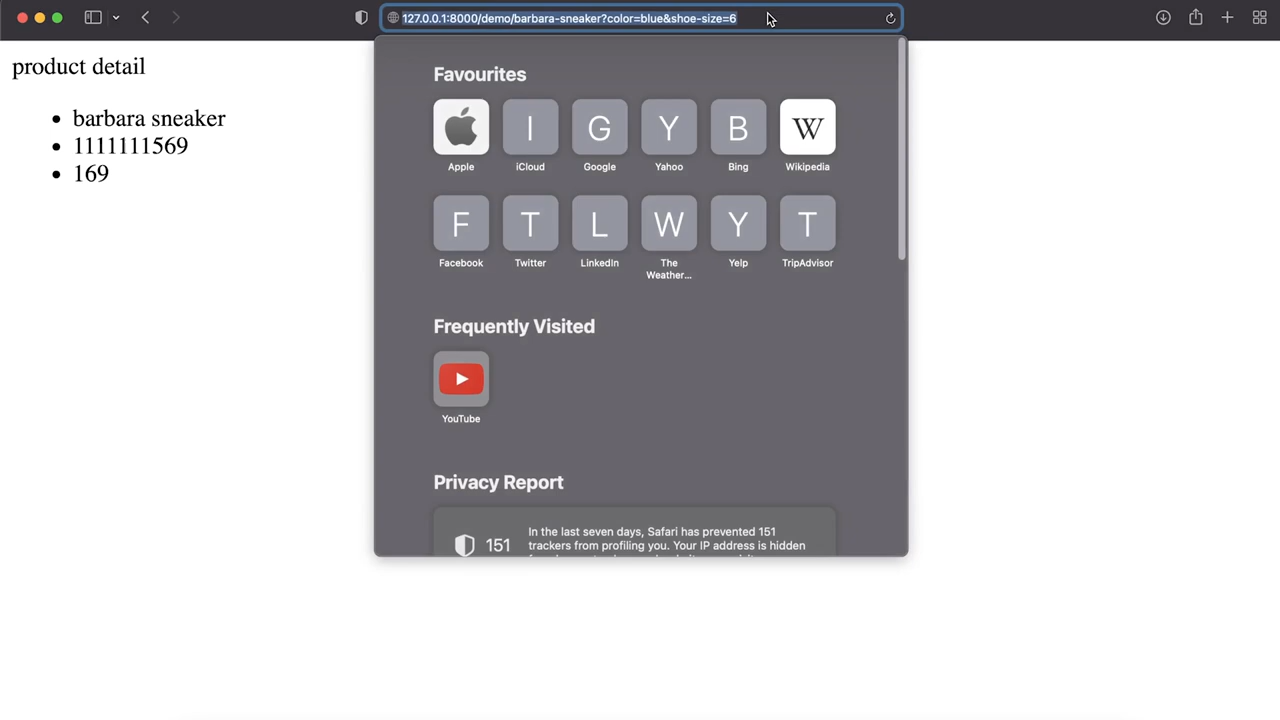 127.0.0.1:8000/demo/barbara-sneaker?color=blue&shoe-size=6
product detail
barbara sneaker
1111111569
169
Favourites
I G Y B W
Apple iCloud Google Yahoo Bing Wikipedia
F T L W Y T
Facebook Twitter LinkedIn The Weather... Yelp TripAdvisor
Frequently Visited
YouTube
Privacy Report
151
In the last seven days, Safari has prevented 151
trackers from profiling you. Your IP address is hidden